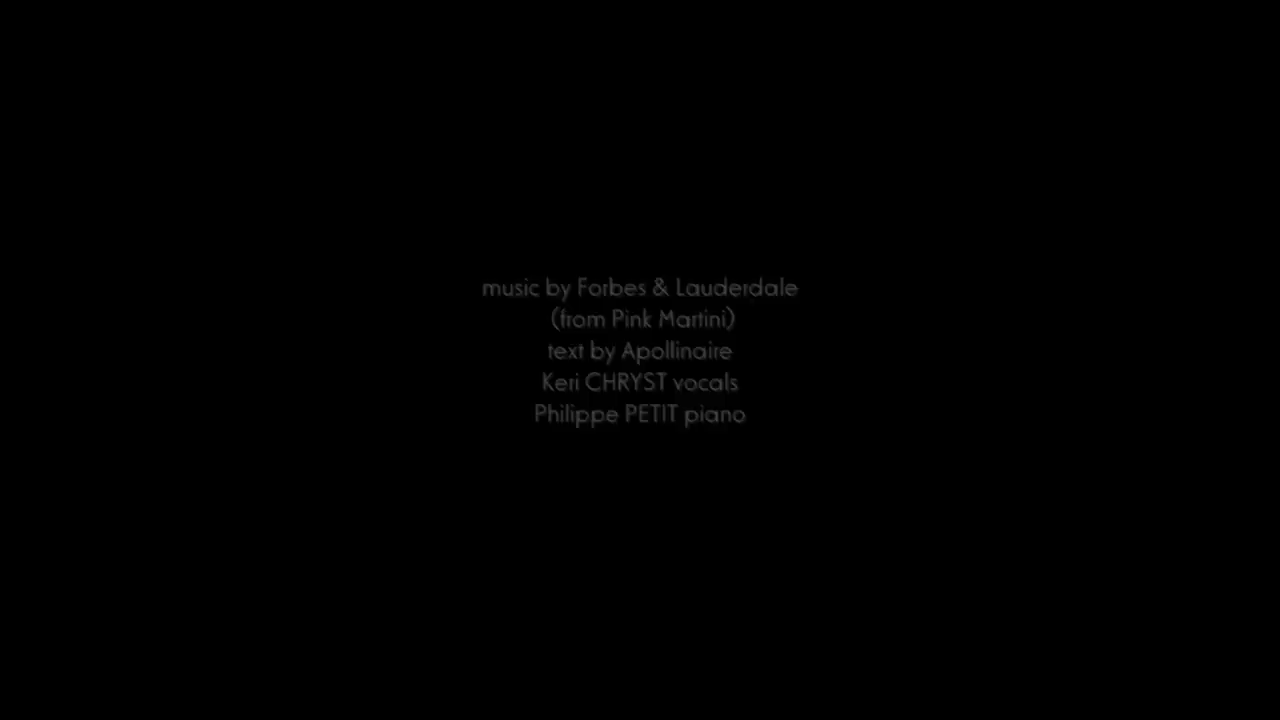 music by Forbes & Lauderdale
(from Pink Martini)
text by Apollinaire
Keri CHRYST vocals
Philippe PETIT piano